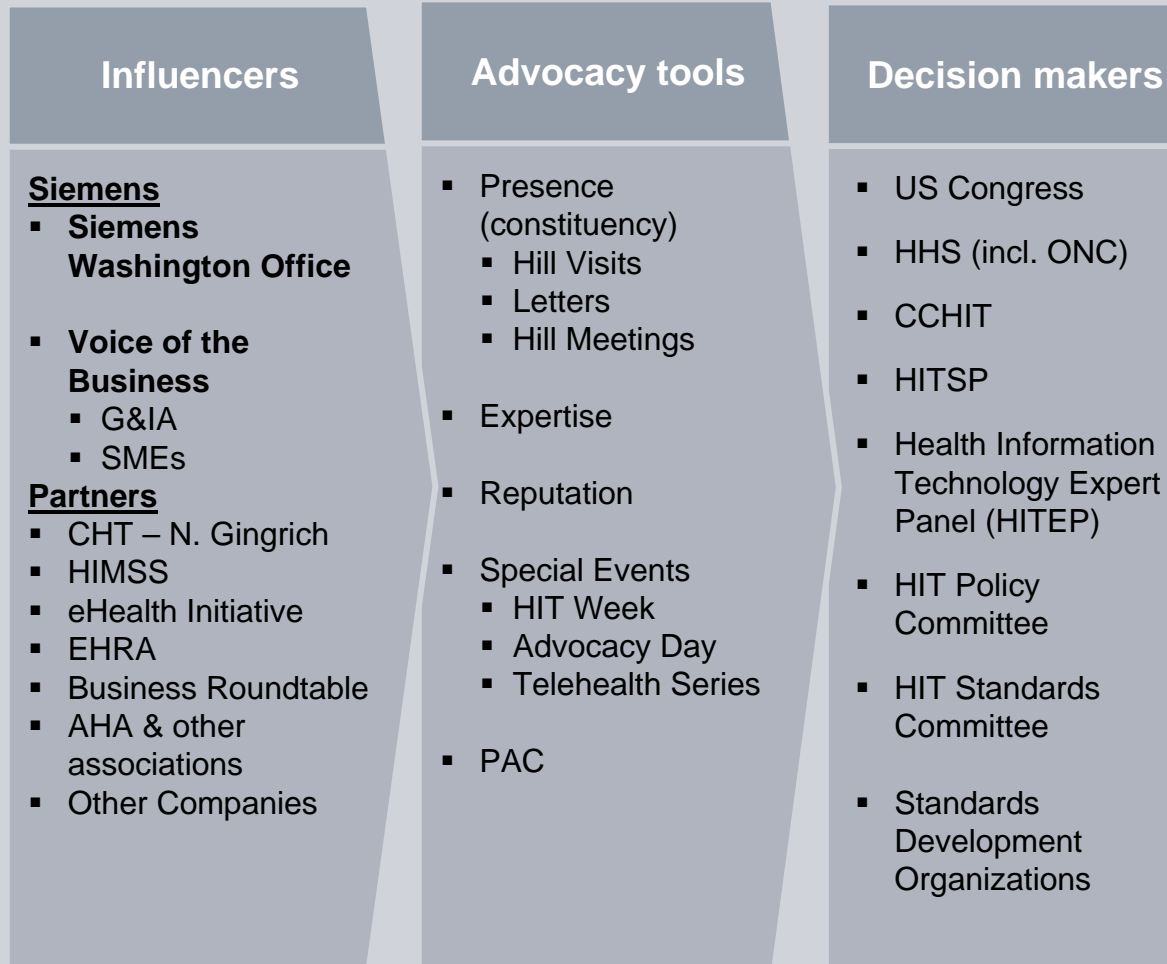 Influencers
Siemens
▪ Siemens
Washington Office
▪ Voice of the
Business
▪ G&IA
▪ SMEs
Partners
▪ CHT – N. Gingrich
▪ HIMSS
▪ eHealth Initiative
▪ EHRA
▪ Business Roundtable
▪ AHA & other
associations
▪ Other Companies
Advocacy tools
▪ Presence
(constituency)
▪ Hill Visits
▪ Letters
▪ Hill Meetings
▪ Expertise
▪ Reputation
▪ Special Events
▪ HIT Week
▪ Advocacy Day
▪ Telehealth Series
▪ PAC
Decision makers
▪ US Congress
▪ HHS (incl. ONC)
▪ CCHIT
▪ HITSP
▪ Health Information
Technology Expert
Panel (HITEP)
▪ HIT Policy
Committee
▪ HIT Standards
Committee
▪ Standards
Development
Organizations